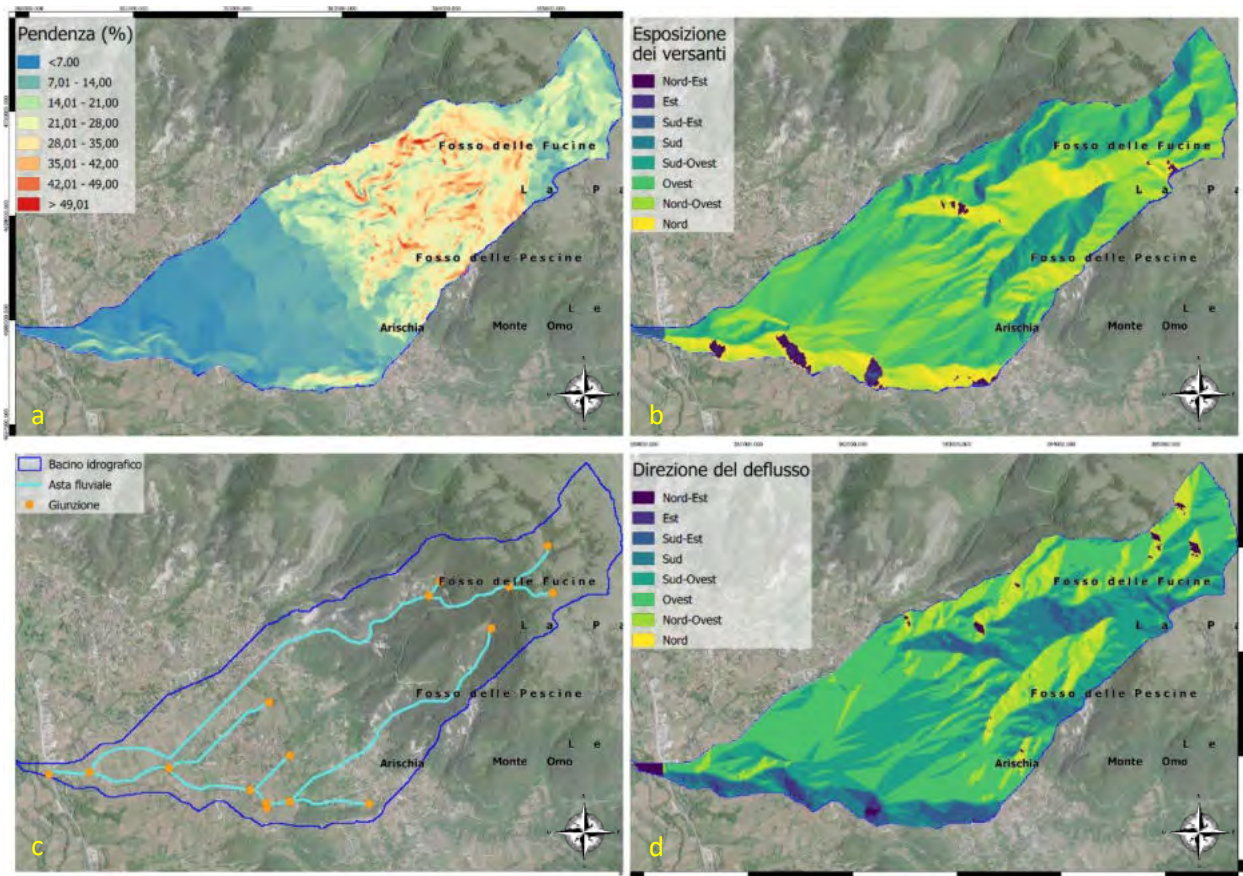 Pendenza (%)
<7.00
7,01 - 14,00
14,01 - 21,00
21,01 - 28,00
28,01 - 35,00
35,01 - 42,00
42,01 - 49,00
> 49,01
Fosso delle Fucine
L a P a
Fosso delle Pescine
L e
Arischia
Monte Omo
a
Esposizione
dei versanti
Nord-Est
Est
Sud-Est
Sud
Sud-Ovest
Ovest
Nord-Ovest
Nord
Fosso delle Fucine
L a P a
Fosso delle Pescine
L e
Arischia
Monte Omo
b
Bacino idrografico
Asta fluviale
Giunzione
Fosso delle Fucine
L a P a
Fosso delle Pescine
L e
Arischia
Monte Omo
c
Direzione del deflusso
Nord-Est
Est
Sud-Est
Sud
Sud-Ovest
Ovest
Nord-Ovest
Nord
Fosso delle Fucine
L a P a
Fosso delle Pescine
L e
Arischia
Monte Omo
d